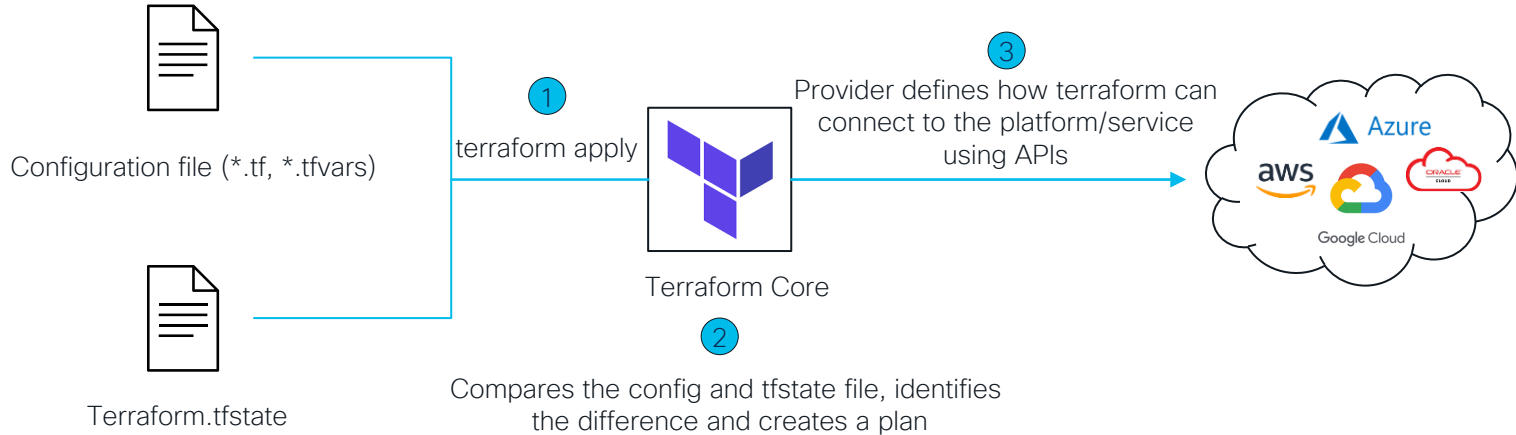 Configuration file (*.tf, *.tfvars)
Terraform.tfstate
1
terraform apply
Terraform Core
2
Compares the config and tfstate file, identifies
the difference and creates a plan
3
Provider defines how terraform can
connect to the platform/service
using APIs
Azure
aws
ORACLE
CLOUD
Google Cloud